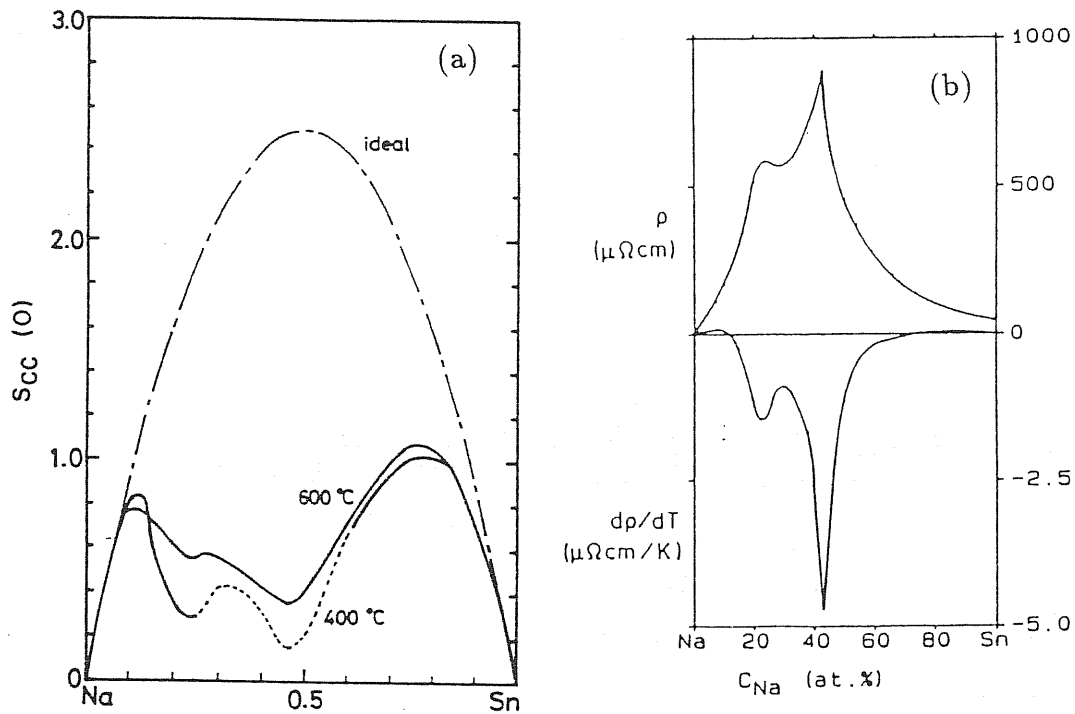 (a)
3.0
2.0
1.0
0
S_CC (O)
ideal
600 °C
400 °C
Na
0.5
Sn
(b)
1000
500
0
-2.5
-5.0
ρ
(μΩcm)
dρ/dT
(μΩcm/K)
Na
20
40
60
80
Sn
C_Na (at.%)